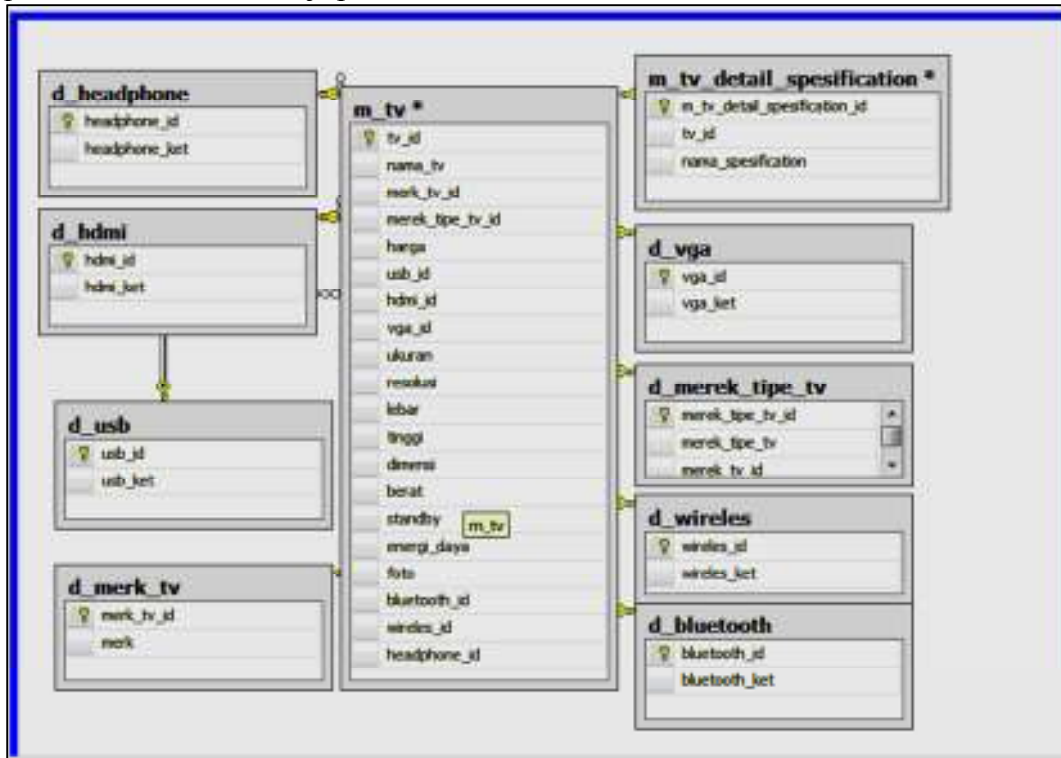 d_headphone
headphone_id
headphone_ket
d_hdmi
hdmi_id
hdmi_ket
d_usb
usb_id
usb_ket
d_merk_tv
merk_tv_id
merk
m_tv *
tv_id
nama_tv
merk_tv_id
merek_tipe_tv_id
harga
usb_id
hdmi_id
vga_id
ukuran
resolusi
lebar
tinggi
dimensi
berat
standby
m_tv
energi_daya
foto
bluetooth_id
wireles_id
headphone_id
m_tv_detail_spesification *
m_tv_detail_spesification_id
tv_id
nama_spesification
d_vga
vga_id
vga_ket
d_merek_tipe_tv
merek_tipe_tv_id
merek_tipe_tv
merek_tv_id
d_wireles
wireles_id
wireles_ket
d_bluetooth
bluetooth_id
bluetooth_ket